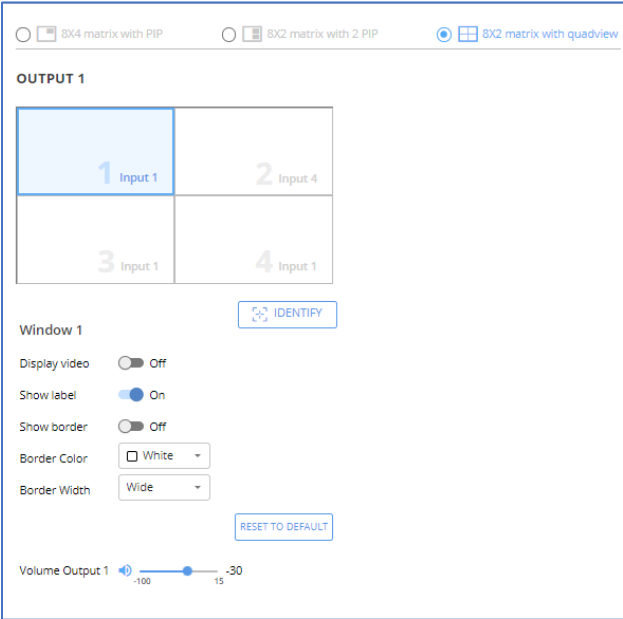 8X4 matrix with PIP 8X2 matrix with 2 PIP 8X2 matrix with quadview
OUTPUT 1
1 Input 1 2 Input 4
3 Input 1 4 Input 1
IDENTIFY
Window 1
Display video Off
Show label On
Show border Off
Border Color White
Border Width Wide
RESET TO DEFAULT
Volume Output 1 -30
-100 15